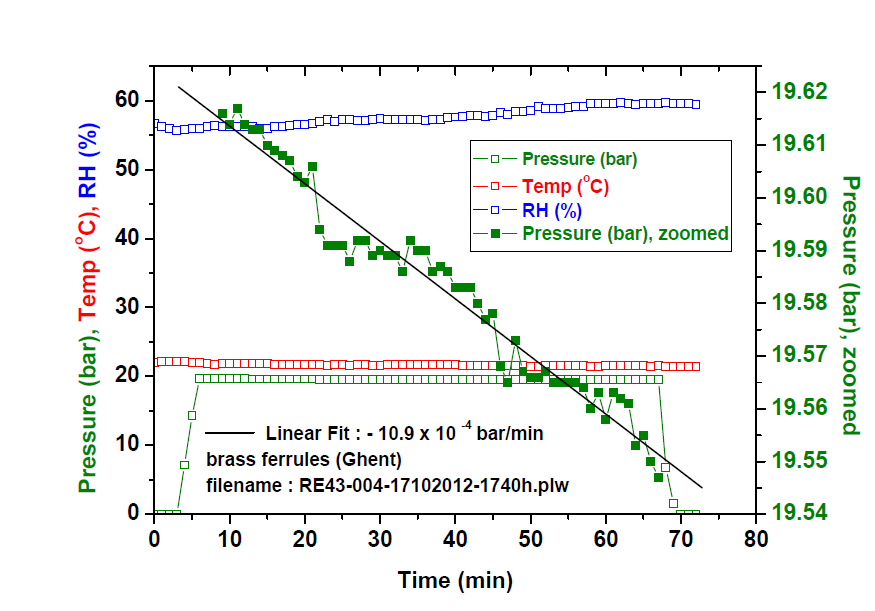 Pressure (bar), Temp (°C), RH (%)
60
50
40
30
20
10
0
0 10 20 30 40 50 60 70 80
Time (min)
19.62
19.61
19.60
19.59
19.58
19.57
19.56
19.55
19.54
Pressure (bar), zoomed
Pressure (bar)
Temp (°C)
RH (%)
Pressure (bar), zoomed
Linear Fit : - 10.9 x 10 -4 bar/min
brass ferrules (Ghent)
filename : RE43-004-17102012-1740h.plw